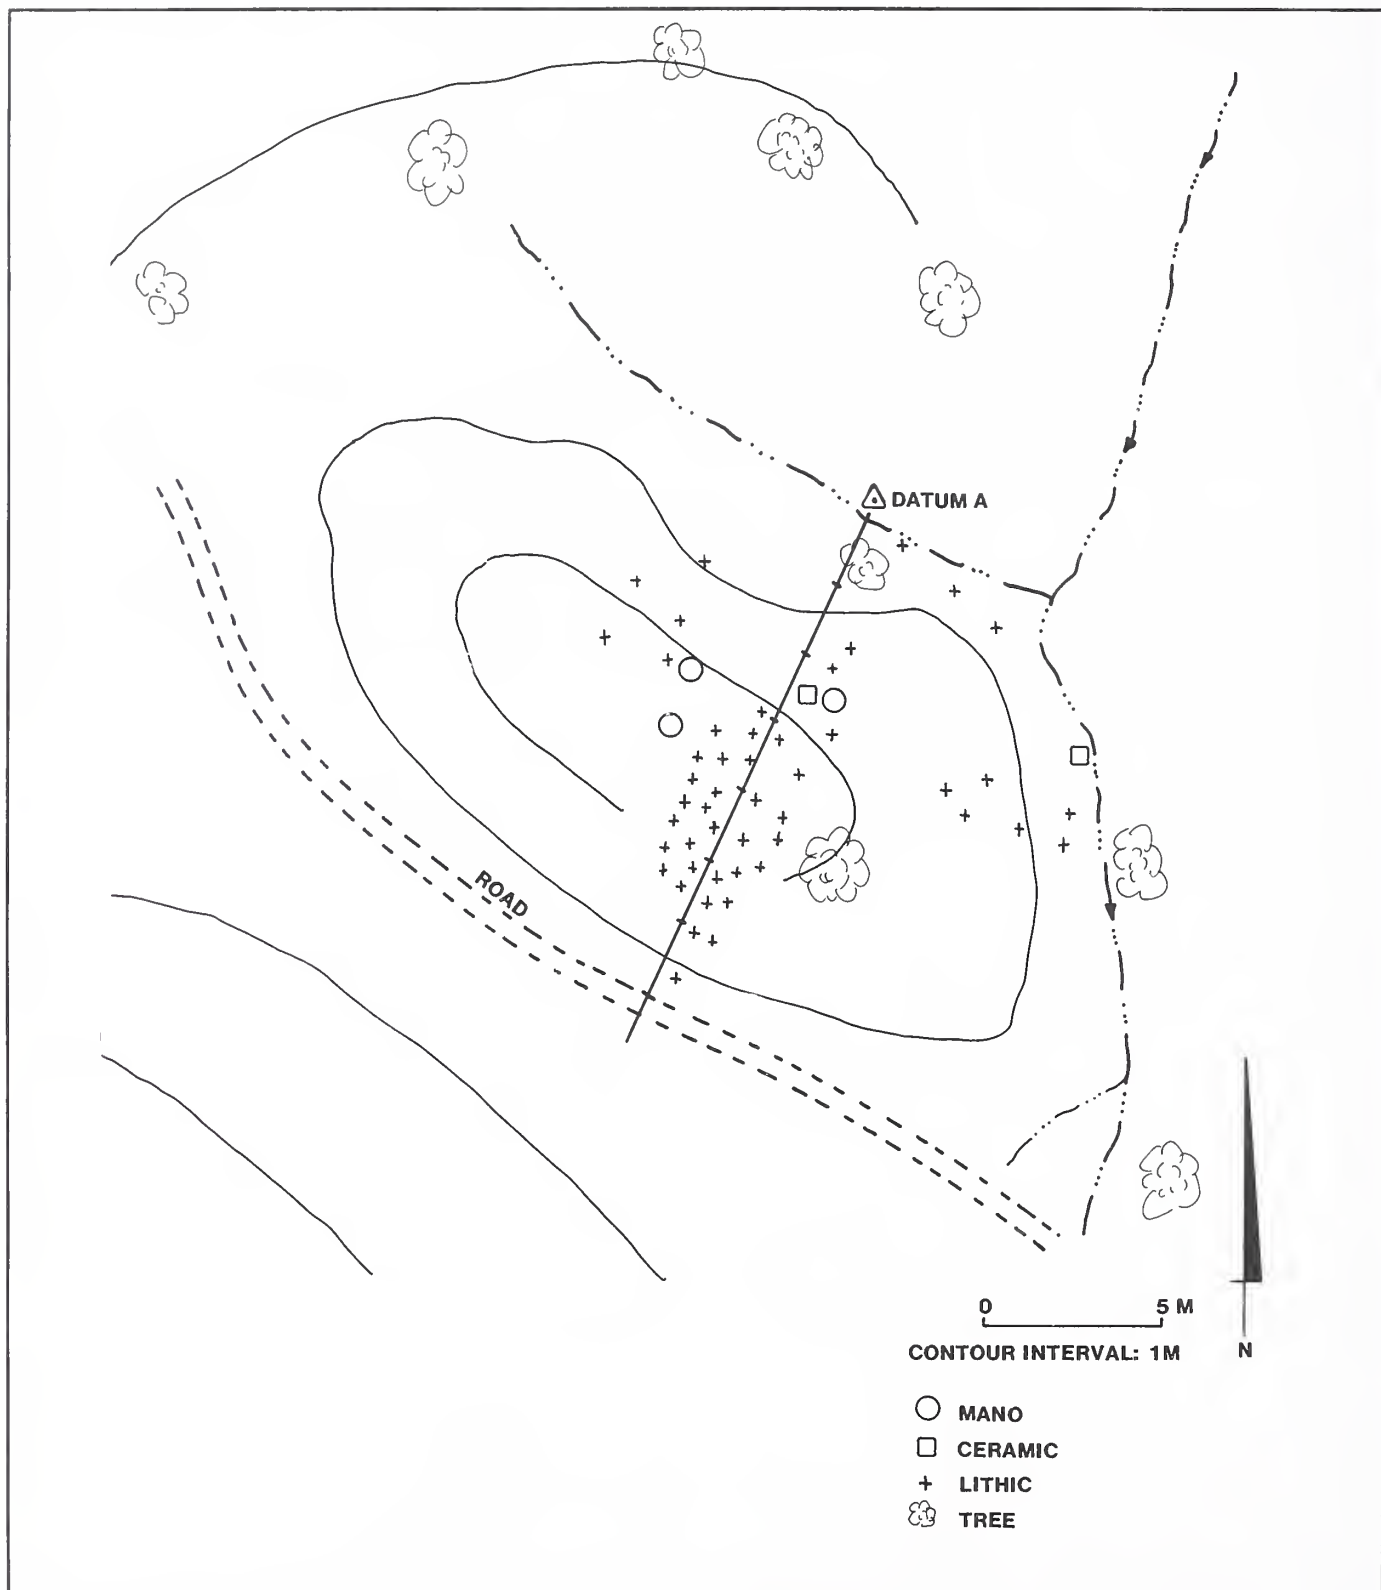 DATUM A
ROAD
0 5 M
CONTOUR INTERVAL: 1M
N
MANO
CERAMIC
LITHIC
TREE